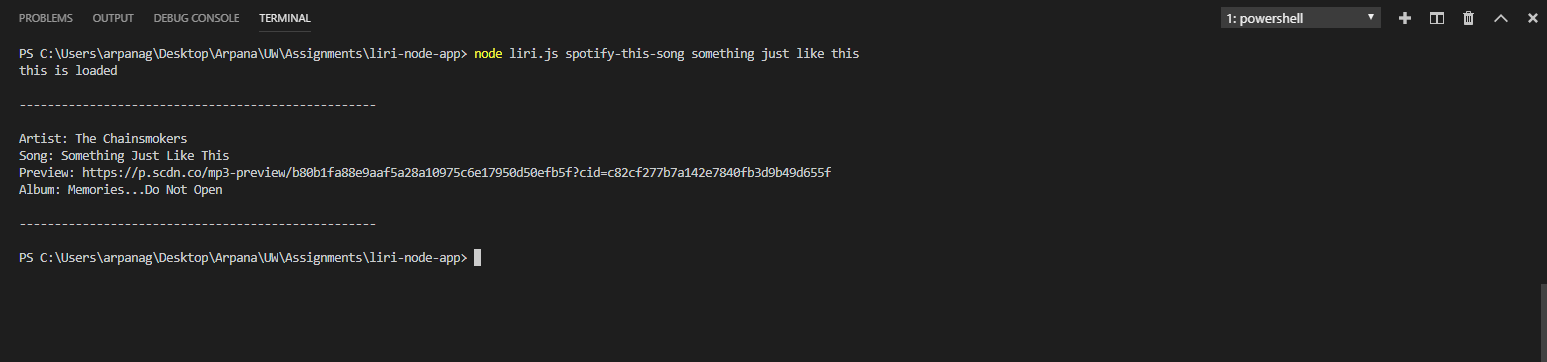 PROBLEMS OUTPUT DEBUG CONSOLE TERMINAL 1: powershell
PS C:\Users\arpanag\Desktop\Arpana\UW\Assignments\liri-node-app> node liri.js spotify-this-song something just like this
this is loaded
---------------------------------------------------
Artist: The Chainsmokers
Song: Something Just Like This
Preview: https://p.scdn.co/mp3-preview/b80b1fa88e9aaf5a28a10975c6e17950d50efb5f?cid=c82cf277b7a142e7840fb3d9b49d655f
Album: Memories...Do Not Open
---------------------------------------------------
PS C:\Users\arpanag\Desktop\Arpana\UW\Assignments\liri-node-app>